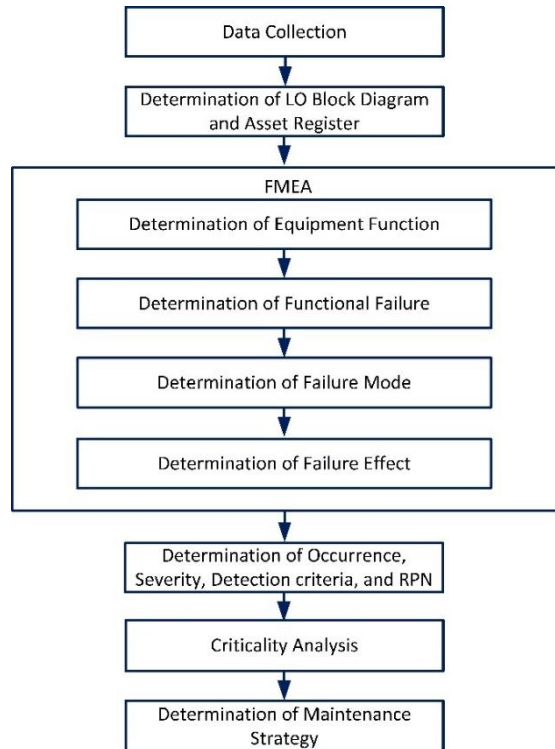 Data Collection
Determination of LO Block Diagram
and Asset Register
FMEA
Determination of Equipment Function
Determination of Functional Failure
Determination of Failure Mode
Determination of Failure Effect
Determination of Occurrence,
Severity, Detection criteria, and RPN
Criticality Analysis
Determination of Maintenance
Strategy